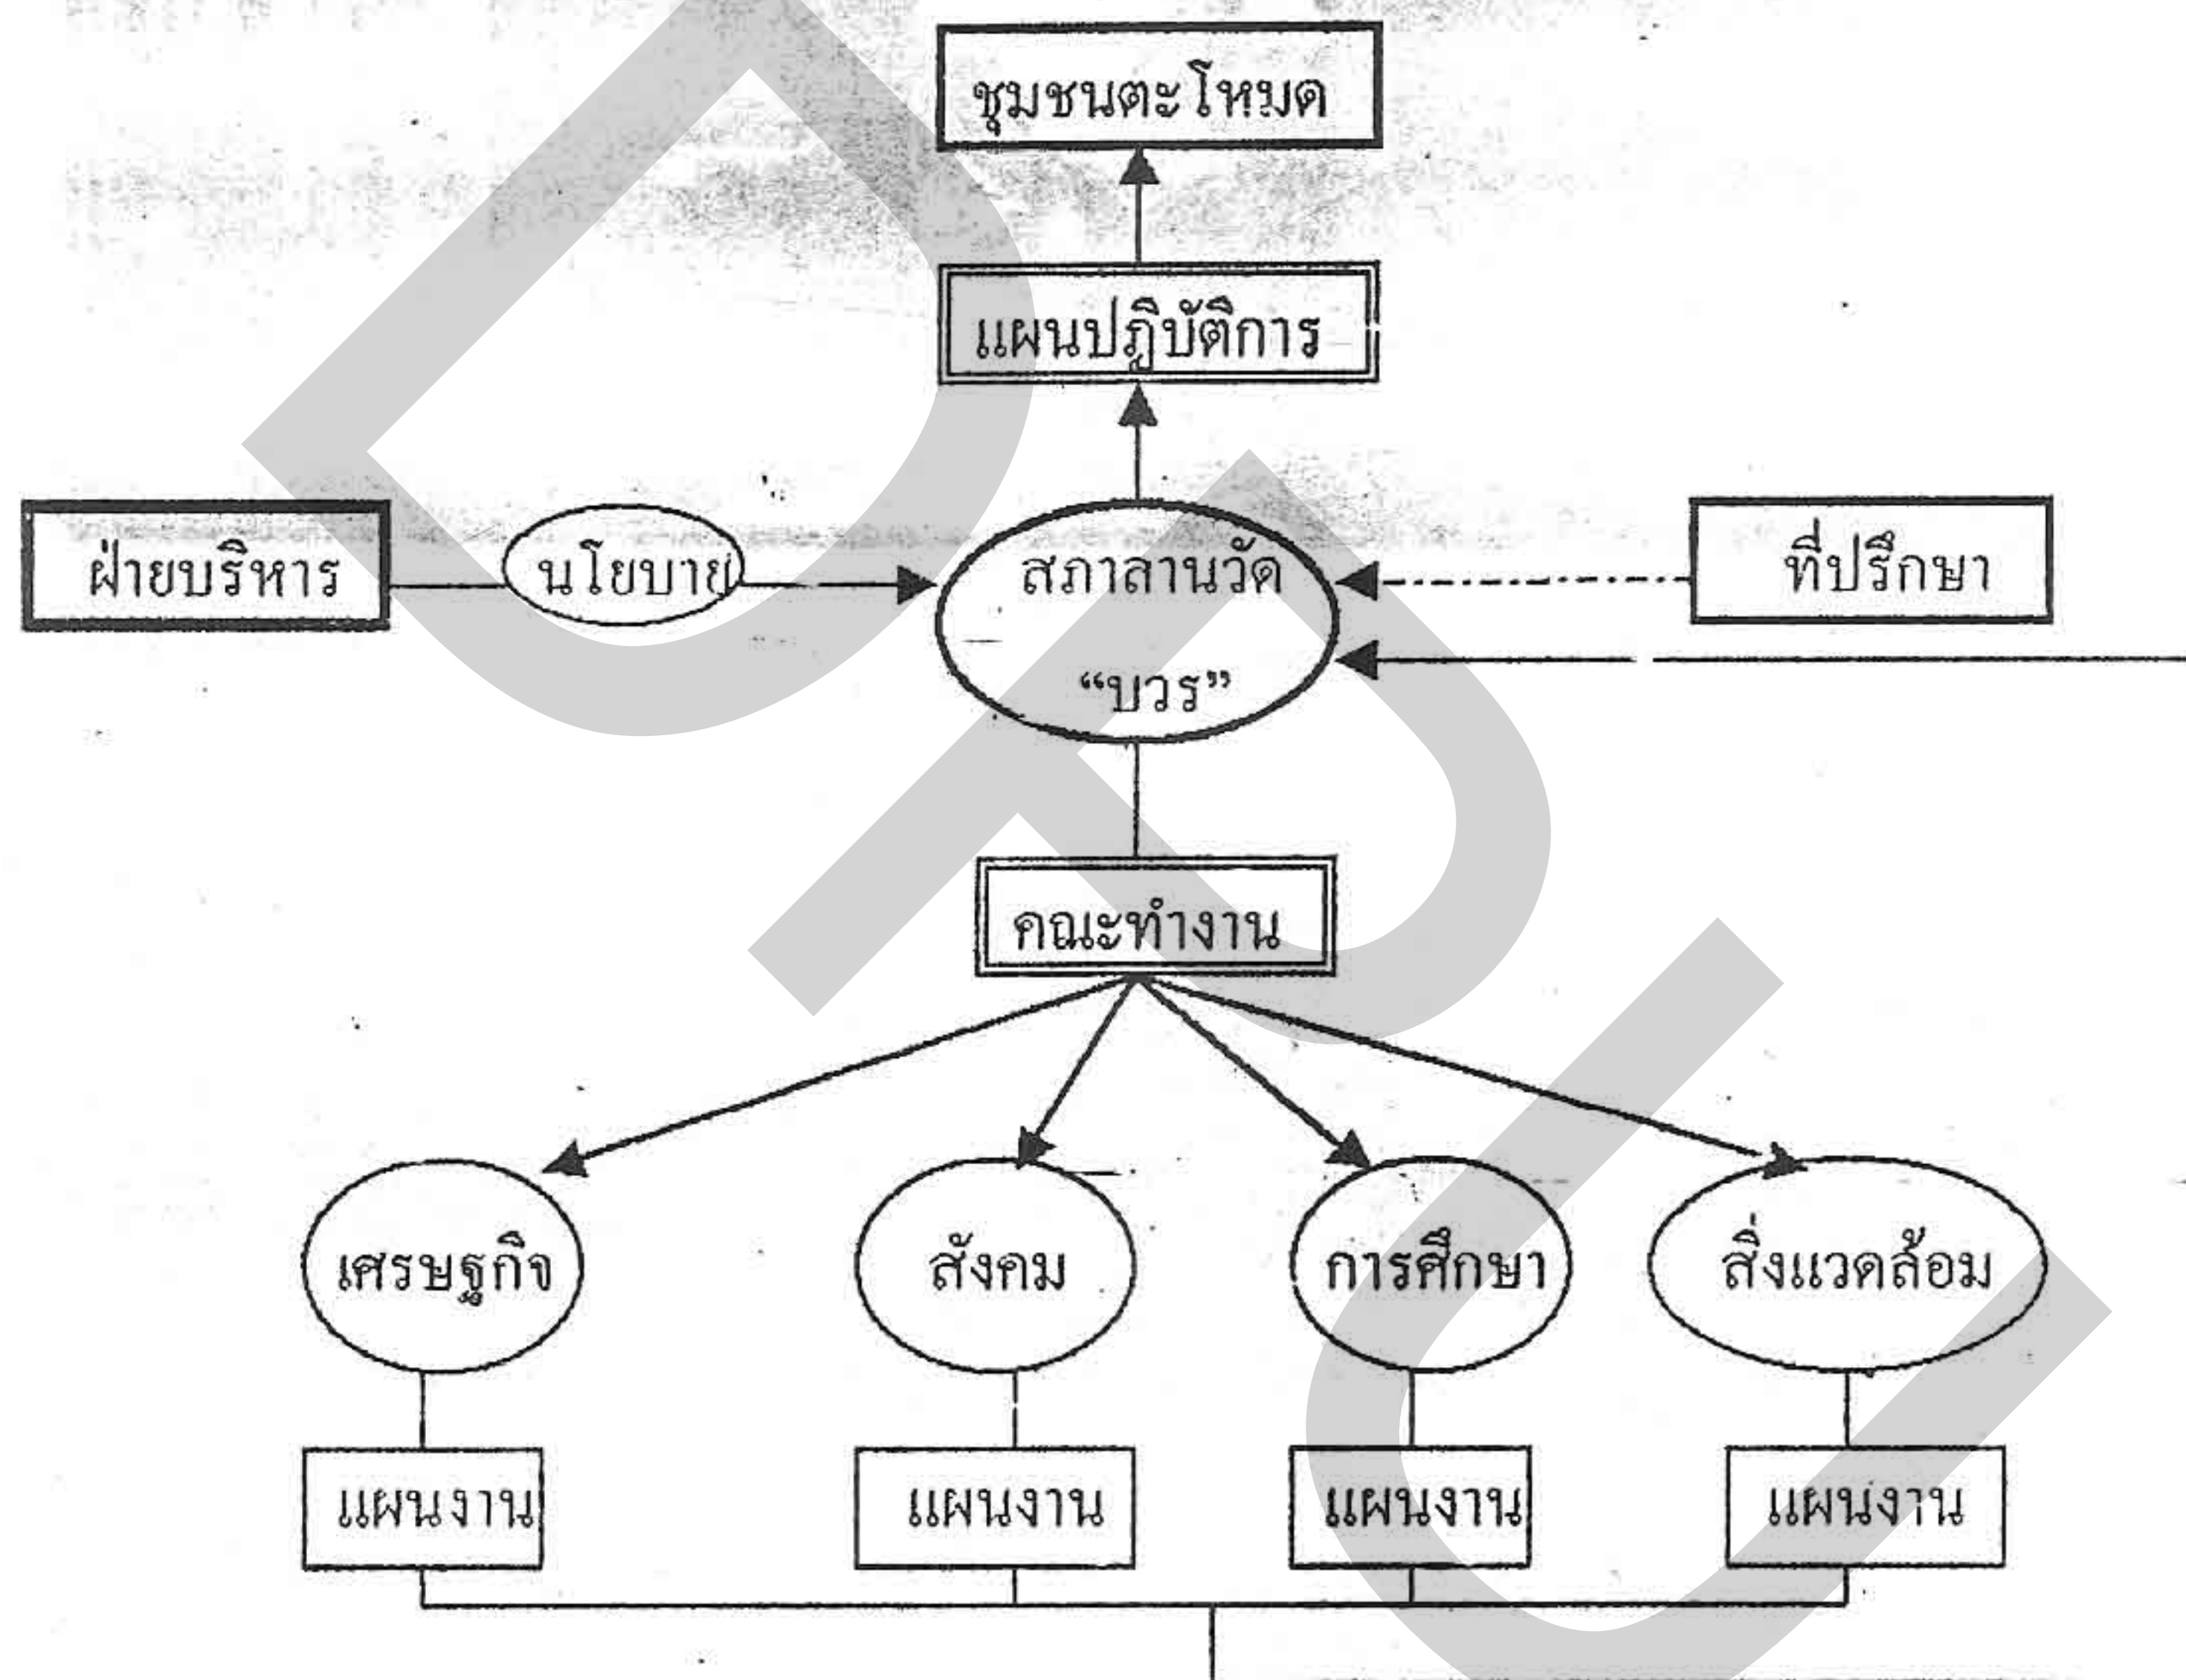 ชุมชนตะโหมด
แผนปฏิบัติการ
ฝ่ายบริหาร
นโยบาย
สภาลานวัด
“บวร”
ที่ปรึกษา
คณะทำงาน
เศรษฐกิจ
สังคม
การศึกษา
สิ่งแวดล้อม
แผนงาน
แผนงาน
แผนงาน
แผนงาน
DPU